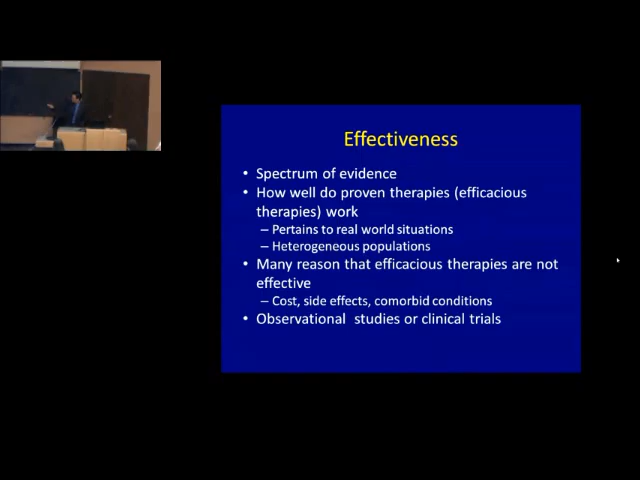 Effectiveness
• Spectrum of evidence
• How well do proven therapies (efficacious
therapies) work
– Pertains to real world situations
– Heterogeneous populations
• Many reason that efficacious therapies are not
effective
– Cost, side effects, comorbid conditions
• Observational studies or clinical trials